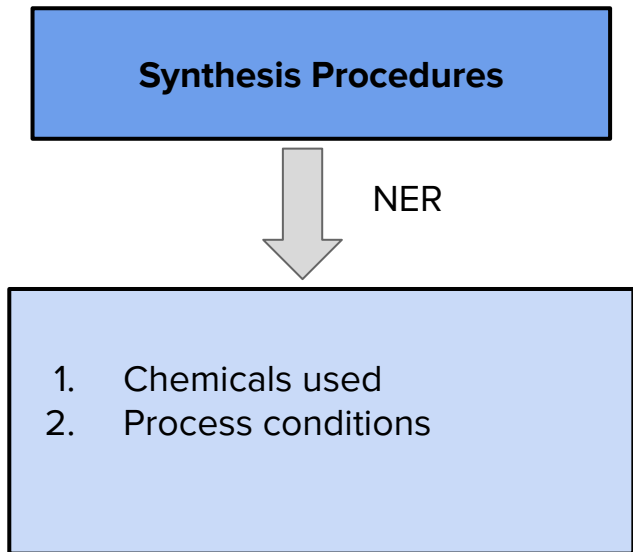 Synthesis Procedures
NER
1. Chemicals used
2. Process conditions